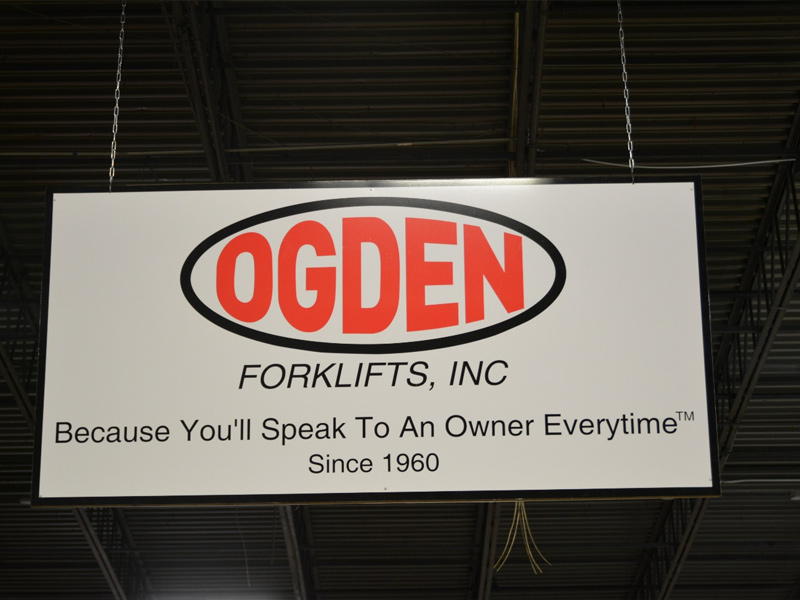 OGDEN
FORKLIFTS, INC
Because You'll Speak To An Owner Everytime™
Since 1960